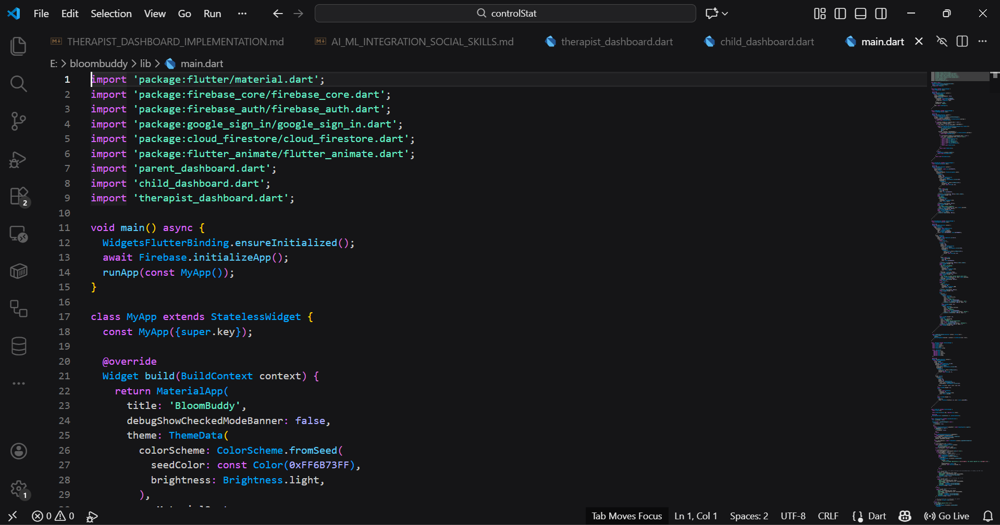 File Edit Selection View Go Run ··· controlStat
THERAPIST_DASHBOARD_IMPLEMENTATION.md AI_ML_INTEGRATION_SOCIAL_SKILLS.md therapist_dashboard.dart child_dashboard.dart main.dart
E: > bloombuddy > lib > main.dart
1 import 'package:flutter/material.dart';
2 import 'package:firebase_core/firebase_core.dart';
3 import 'package:firebase_auth/firebase_auth.dart';
4 import 'package:google_sign_in/google_sign_in.dart';
5 import 'package:cloud_firestore/cloud_firestore.dart';
6 import 'package:flutter_animate/flutter_animate.dart';
7 import 'parent_dashboard.dart';
8 import 'child_dashboard.dart';
9 import 'therapist_dashboard.dart';
10
11 void main() async {
12   WidgetsFlutterBinding.ensureInitialized();
13   await Firebase.initializeApp();
14   runApp(const MyApp());
15 }
16
17 class MyApp extends StatelessWidget {
18   const MyApp({super.key});
19
20   @override
21   Widget build(BuildContext context) {
22     return MaterialApp(
23       title: 'BloomBuddy',
24       debugShowCheckedModeBanner: false,
25       theme: ThemeData(
26         colorScheme: ColorScheme.fromSeed(
27           seedColor: const Color(0xFF6B73FF),
28           brightness: Brightness.light,
29         ),
2
1
0 0 Tab Moves Focus Ln 1, Col 1 Spaces: 2 UTF-8 CRLF { } Dart Go Live